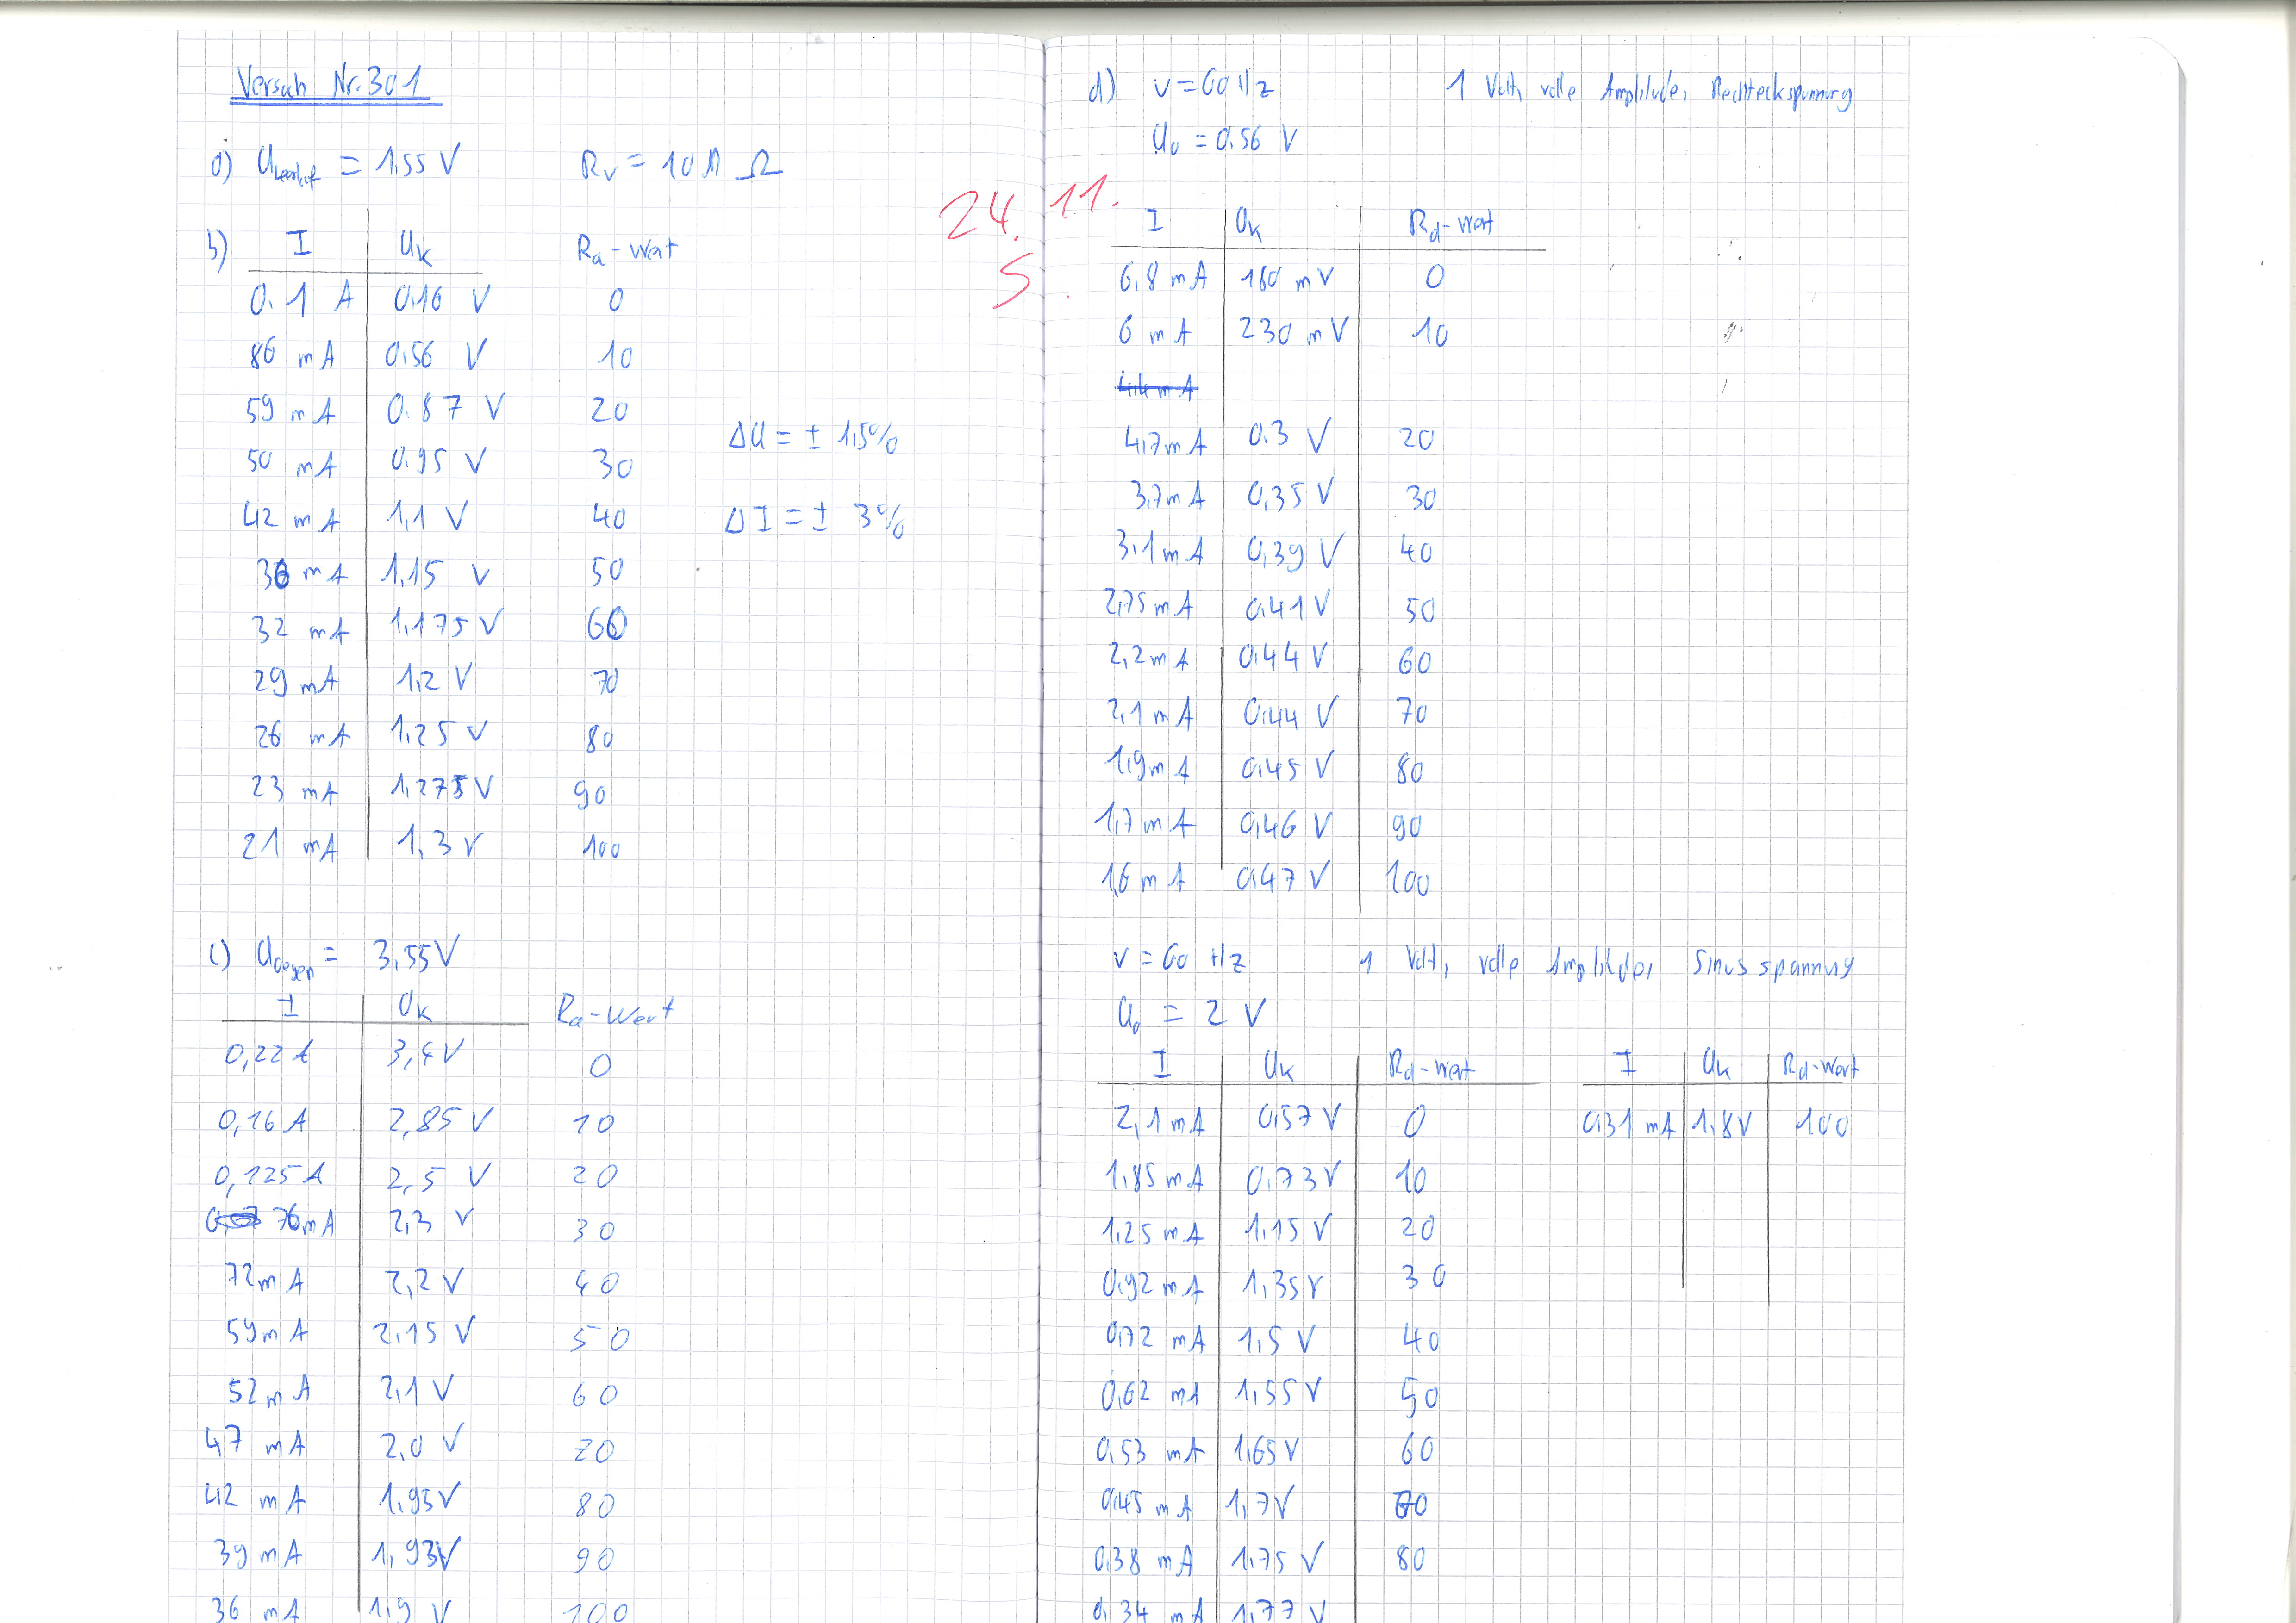 Versuch Nr. 301
a) U_Leerlauf = 1.55 V R_V = 10 M Ω
b) I U_K R_a-Wert
0.1 A 0.16 V 0
86 mA 0.56 V 10
59 mA 0.87 V 20
50 mA 0.95 V 30
42 mA 1,1 V 40
36 mA 1,15 V 50
32 mA 1,175 V 60
29 mA 1,2 V 70
26 mA 1,25 V 80
23 mA 1,275 V 90
21 mA 1,3 V 100
ΔU = ± 1,5%
ΔI = ± 3%
24. 11.
S.
c) U_Gegen = 3,55V
I U_K R_a-Wert
0,22 A 3,4 V 0
0,16 A 2,85 V 10
0,125 A 2,5 V 20
76 mA 2,3 V 30
72 mA 2,2 V 40
59 mA 2.15 V 50
52 mA 2,1 V 60
47 mA 2,0 V 70
42 mA 1,95V 80
39 mA 1,93V 90
36 mA 1,9 V 100
d) ν = 60 Hz 1 Volt, volle Amplitude, Rechteckspannung
U_0 = 0.56 V
I U_K R_a-Wert
6,8 mA 160 mV 0
6 mA 230 mV 10
4,4 mA
4,7 mA 0.3 V 20
3,7 mA 0,35 V 30
3,1 mA 0,39 V 40
2,75 mA 0,41 V 50
2,2 mA 0.44 V 60
2,1 mA 0.44 V 70
1,9 mA 0,45 V 80
1,7 mA 0,46 V 90
1,6 mA 0,47 V 100
ν = 60 Hz 1 Volt, volle Amplitude, Sinusspannung
U_0 = 2 V
I U_K R_a-Wert
2,1 mA 0,57 V 0
1,85 mA 0.73 V 10
1,25 mA 1,15 V 20
0,92 mA 1,35 V 30
0,72 mA 1,5 V 40
0,62 mA 1,55 V 50
0,53 mA 1,65 V 60
0,45 mA 1,7 V 70
0,38 mA 1,75 V 80
0,34 mA 1,77 V
I U_K R_a-Wert
0,31 mA 1,8V 100